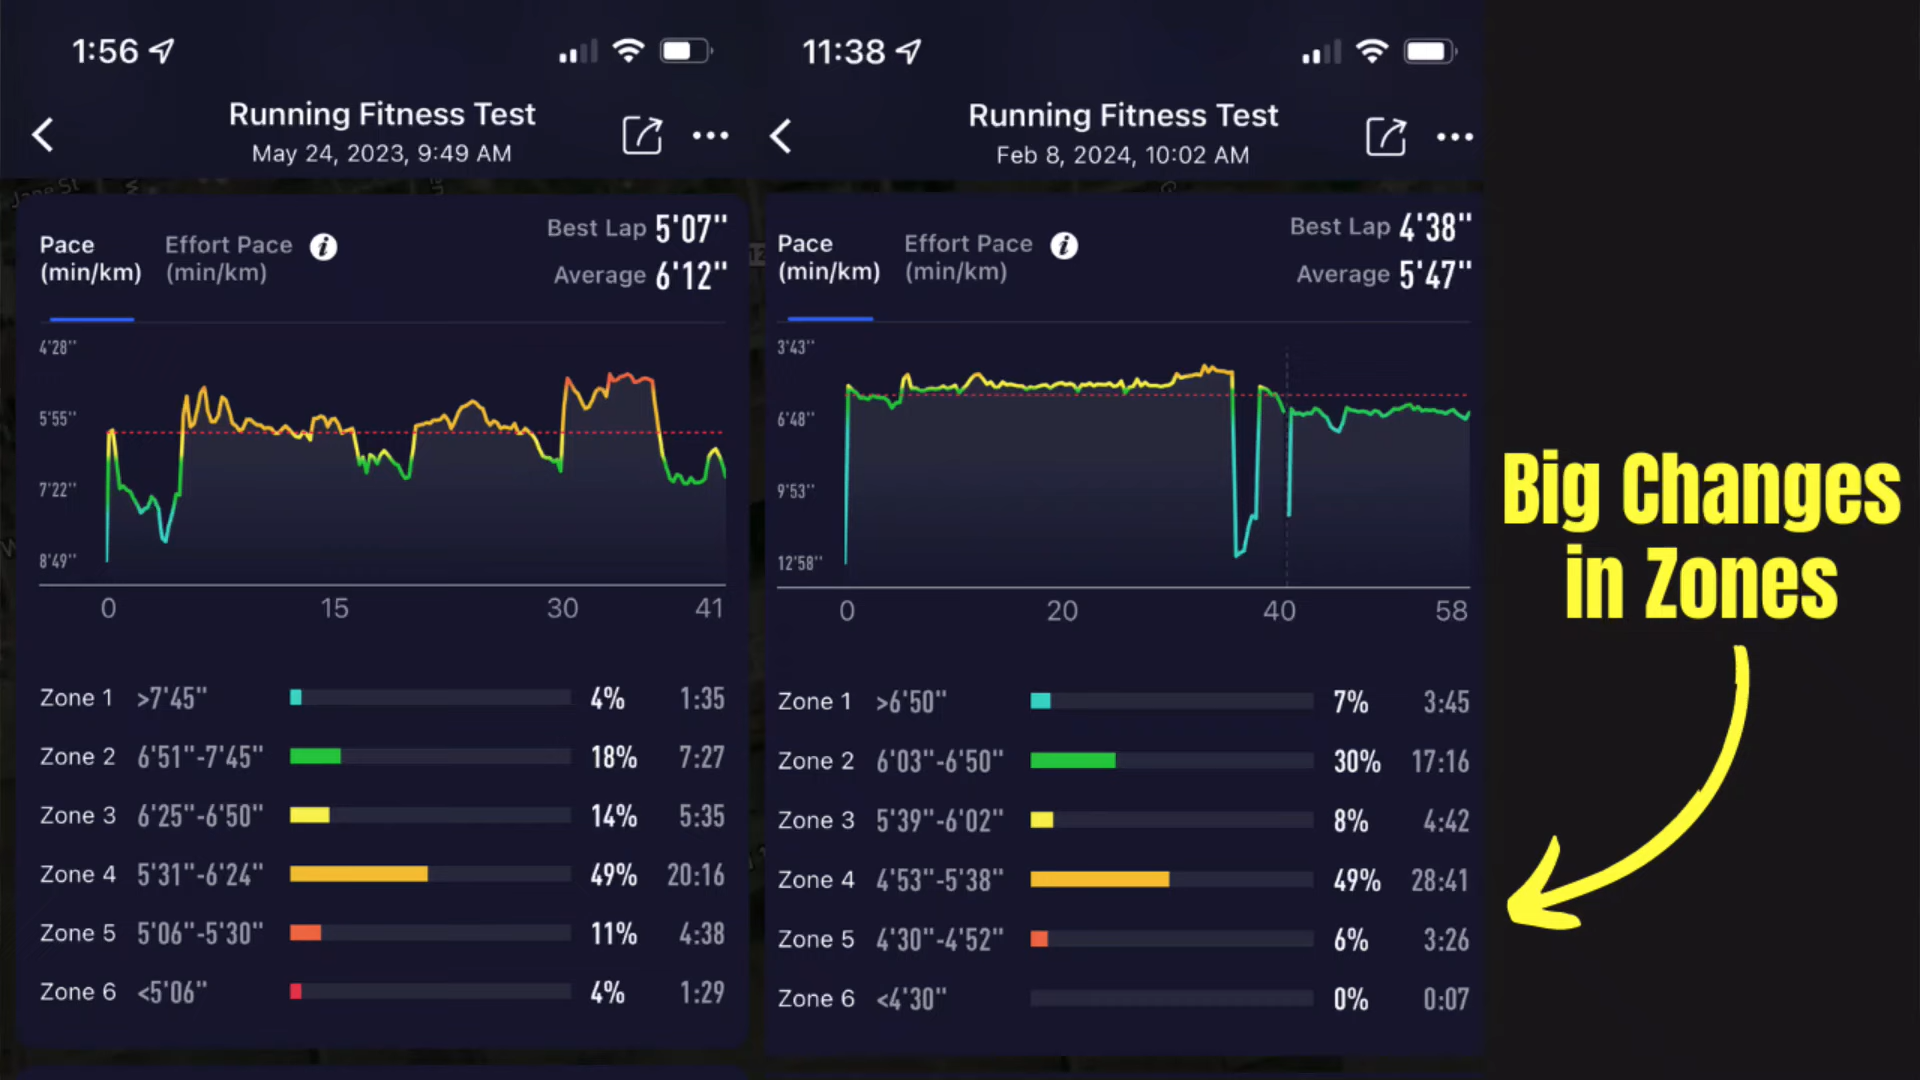 1:56
Running Fitness Test
May 24, 2023, 9:49 AM
Pace
(min/km)
Effort Pace
(min/km)
Best Lap 5'07"
Average 6'12"
4'28"
5'55"
7'22"
8'49"
0 15 30 41
Zone 1 >7'45" 4% 1:35
Zone 2 6'51"-7'45" 18% 7:27
Zone 3 6'25"-6'50" 14% 5:35
Zone 4 5'31"-6'24" 49% 20:16
Zone 5 5'06"-5'30" 11% 4:38
Zone 6 <5'06" 4% 1:29
11:38
Running Fitness Test
Feb 8, 2024, 10:02 AM
Pace
(min/km)
Effort Pace
(min/km)
Best Lap 4'38"
Average 5'47"
3'43"
6'48"
9'53"
12'58"
0 20 40 58
Zone 1 >6'50" 7% 3:45
Zone 2 6'03"-6'50" 30% 17:16
Zone 3 5'39"-6'02" 8% 4:42
Zone 4 4'53"-5'38" 49% 28:41
Zone 5 4'30"-4'52" 6% 3:26
Zone 6 <4'30" 0% 0:07
Big Changes
in Zones